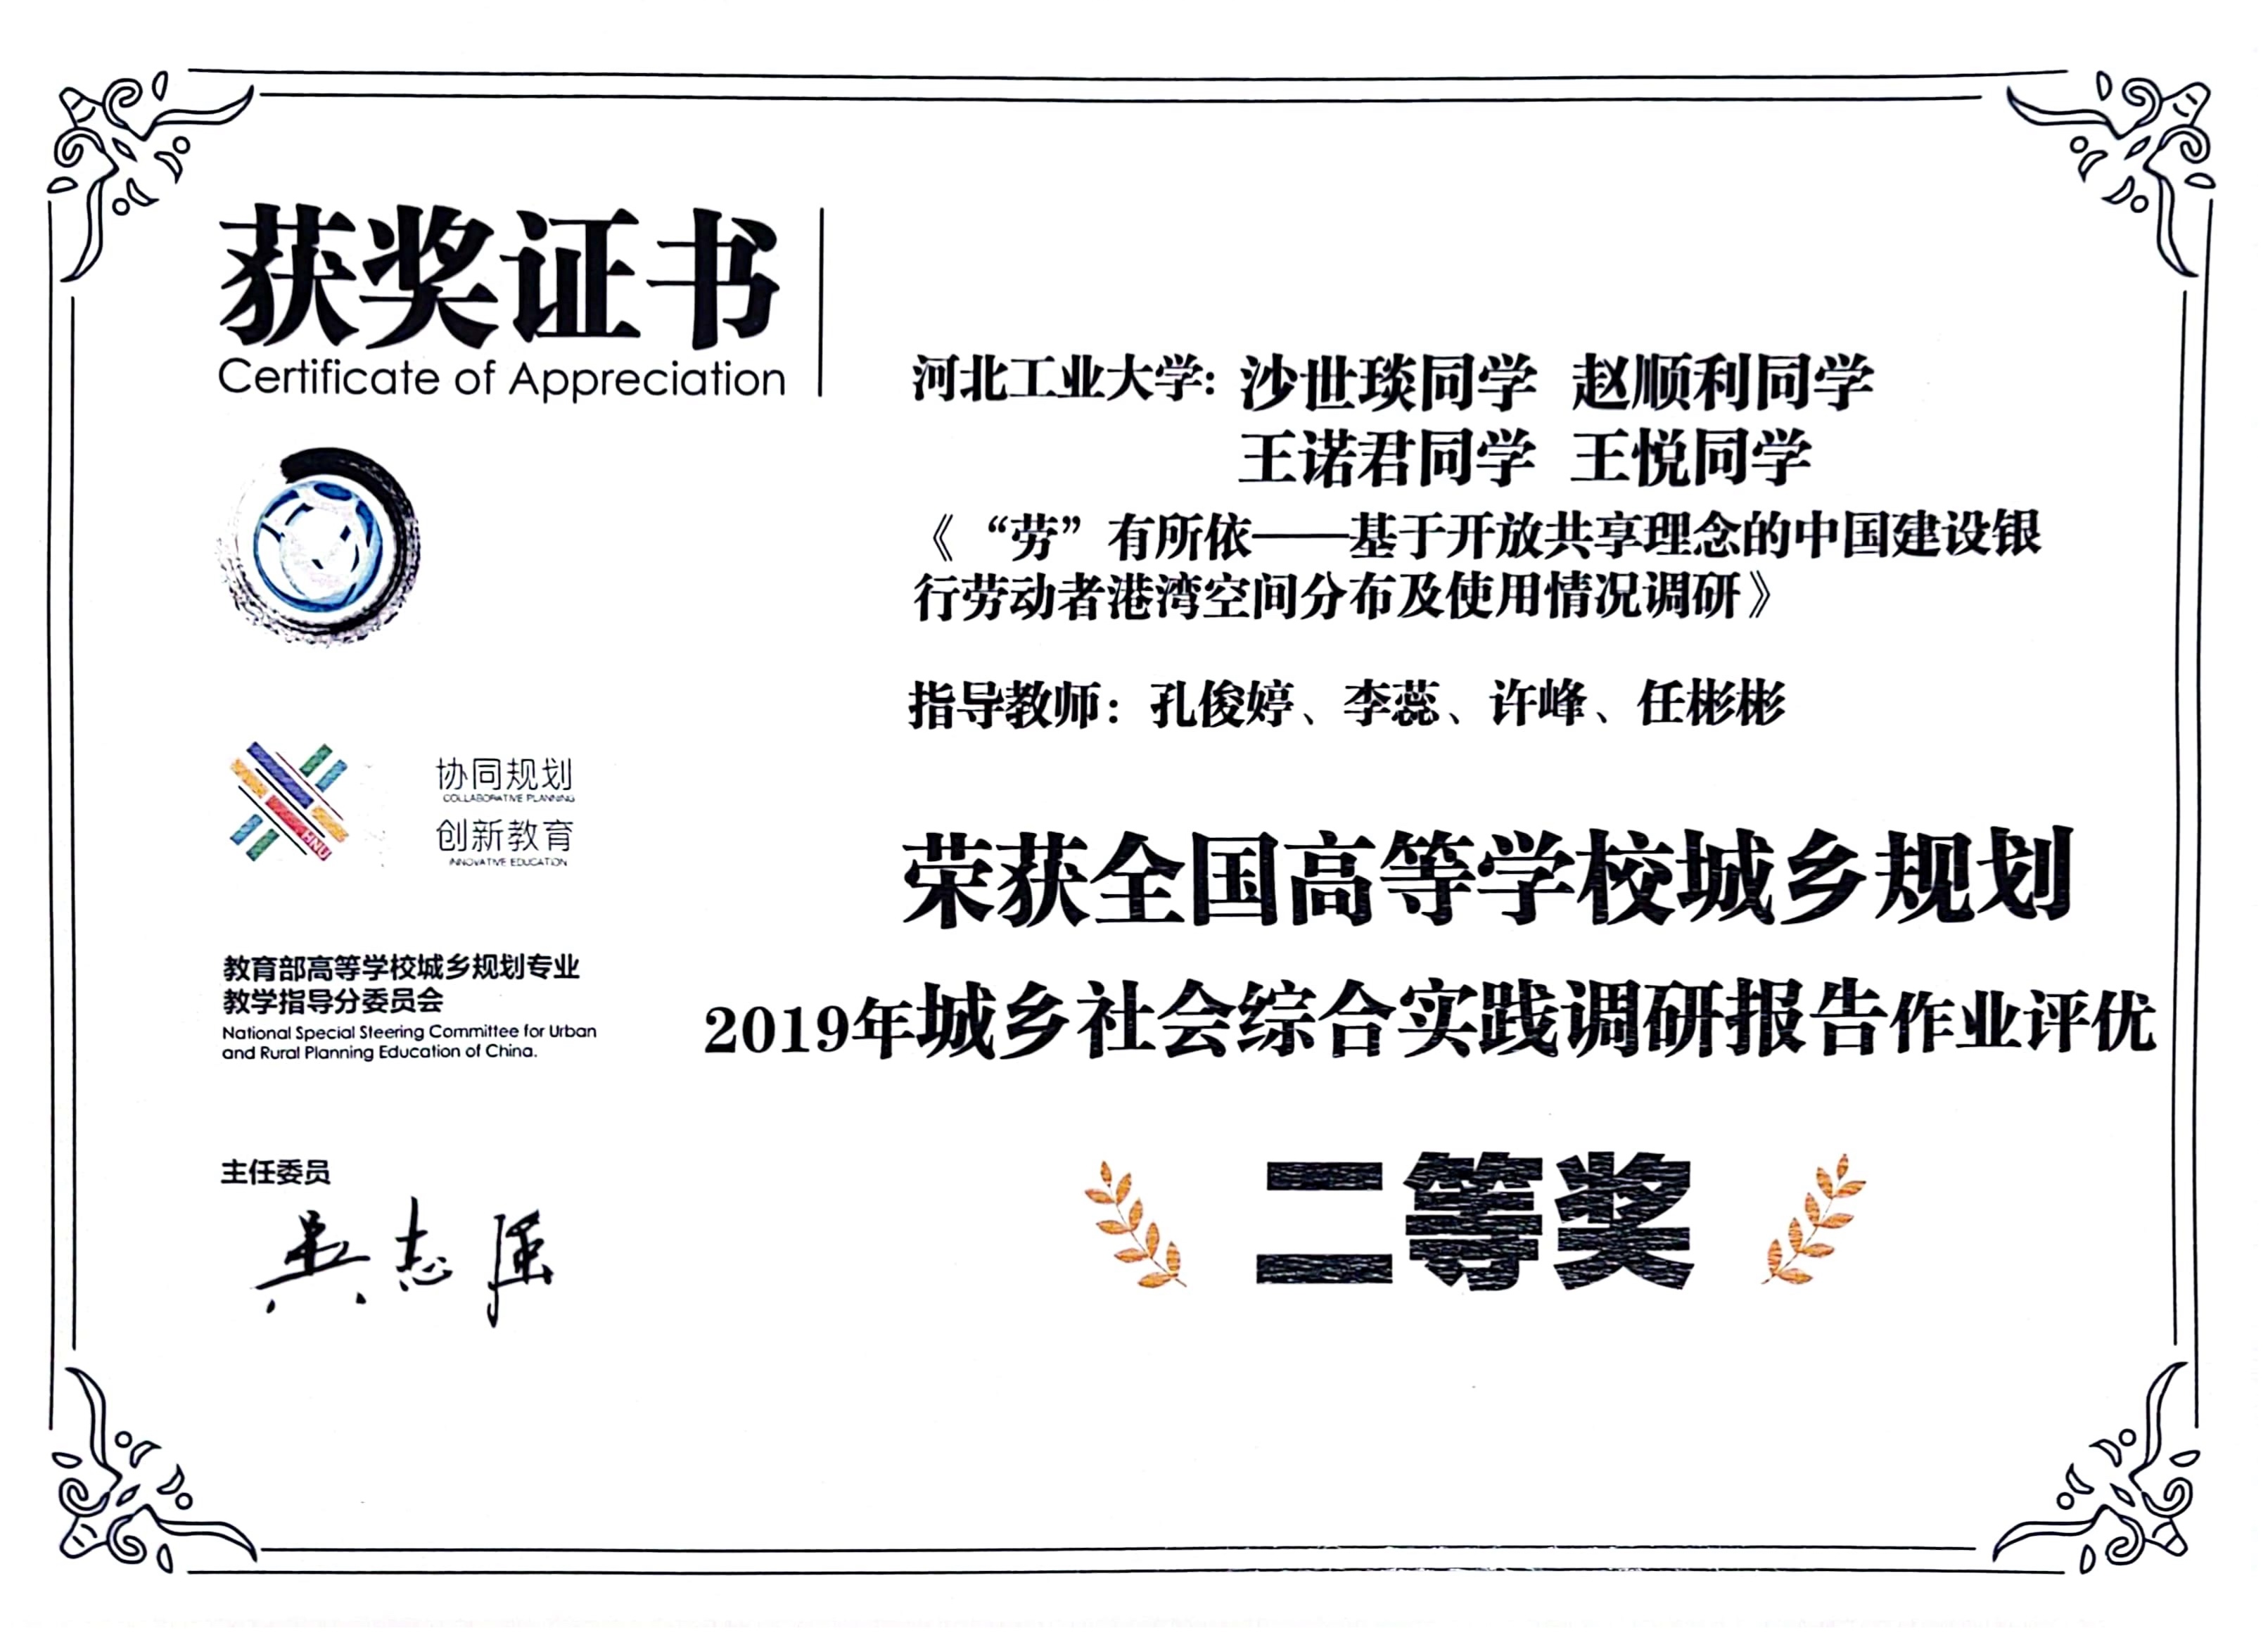 获奖证书
Certificate of Appreciation
河北工业大学: 沙世琰同学 赵顺利同学
王诺君同学 王悦同学
《“劳”有所依——基于开放共享理念的中国建设银
行劳动者港湾空间分布及使用情况调研》
指导教师：孔俊婷、李蕊、许峰、任彬彬
HNU
协同规划
COLLABORATIVE PLANNING
创新教育
INNOVATIVE EDUCATION
荣获全国高等学校城乡规划
2019年城乡社会综合实践调研报告作业评优
二等奖
教育部高等学校城乡规划专业
教学指导分委员会
National Special Steering Committee for Urban
and Rural Planning Education of China.
主任委员
吴志强